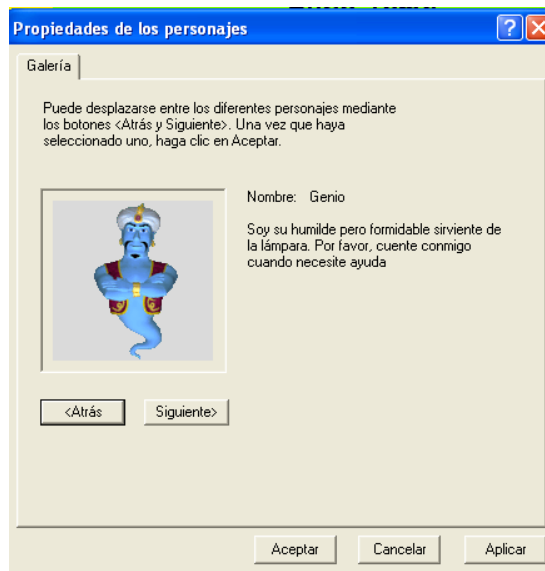 Propiedades de los personajes
Galería
Puede desplazarse entre los diferentes personajes mediante
los botones <Atrás y Siguiente>. Una vez que haya
seleccionado uno, haga clic en Aceptar.
Nombre: Genio
Soy su humilde pero formidable sirviente de
la lámpara. Por favor, cuente conmigo
cuando necesite ayuda
<Atrás Siguiente>
Aceptar Cancelar Aplicar